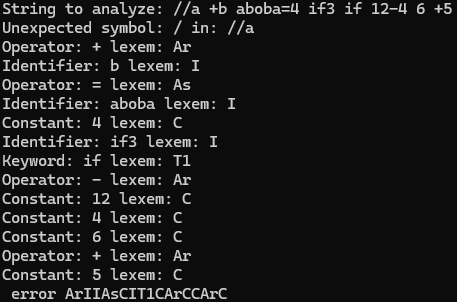 String to analyze: //a +b aboba=4 if3 if 12-4 6 +5
Unexpected symbol: / in: //a
Operator: + lexem: Ar
Identifier: b lexem: I
Operator: = lexem: As
Identifier: aboba lexem: I
Constant: 4 lexem: C
Identifier: if3 lexem: I
Keyword: if lexem: T1
Operator: - lexem: Ar
Constant: 12 lexem: C
Constant: 4 lexem: C
Constant: 6 lexem: C
Operator: + lexem: Ar
Constant: 5 lexem: C
error ArIIAsCIT1CArCCArC